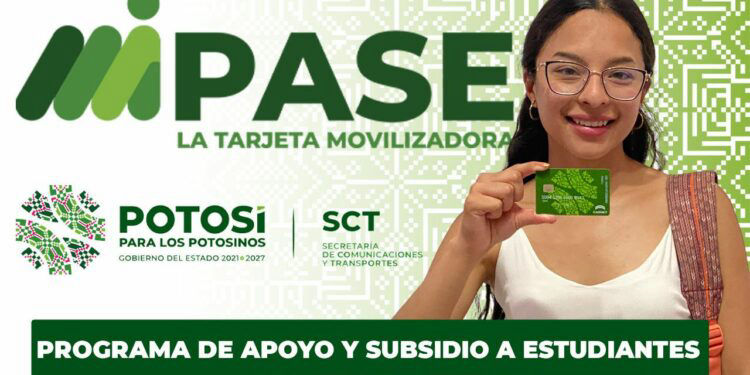 MiPASE
LA TARJETA MOVILIZADORA
POTOSÍ
PARA LOS POTOSINOS
GOBIERNO DEL ESTADO 2021•2027
SCT
SECRETARÍA
DE COMUNICACIONES
Y TRANSPORTES
PROGRAMA DE APOYO Y SUBSIDIO A ESTUDIANTES